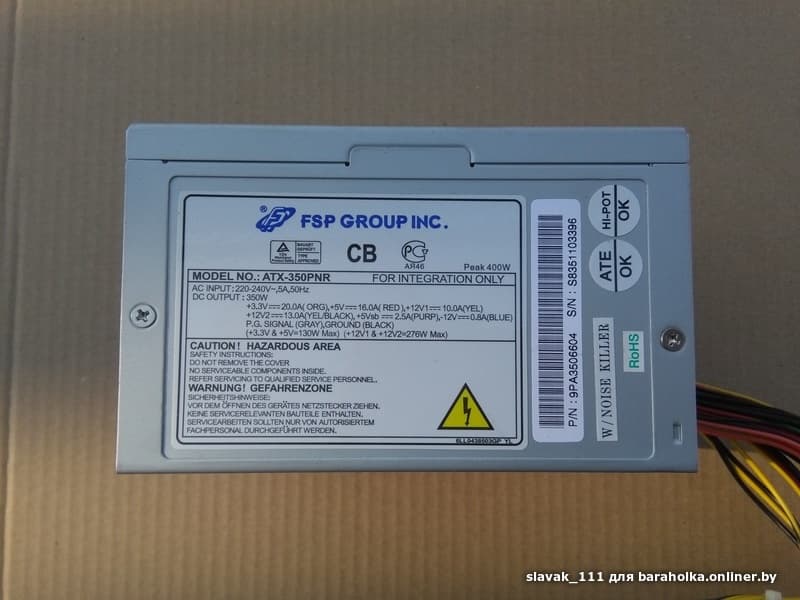 ® FSP GROUP INC.
BAUART GEPRÜFT
TYPE APPROVED
CB
АЯ46
Peak 400W
MODEL NO.: ATX-350PNR FOR INTEGRATION ONLY
AC INPUT:220-240V~,5A,50Hz
DC OUTPUT : 350W
+3.3V⎓20.0A( ORG),+5V⎓16.0A( RED ),+12V1⎓10.0A(YEL)
+12V2⎓13.0A(YEL/BLACK), +5Vsb⎓2.5A(PURP),-12V⎓0.8A(BLUE)
P.G. SIGNAL (GRAY),GROUND (BLACK)
(+3.3V & +5V=130W Max) (+12V1 & +12V2=276W Max)
CAUTION! HAZARDOUS AREA
SAFETY INSTRUCTIONS:
DO NOT REMOVE THE COVER
NO SERVICEABLE COMPONENTS INSIDE.
REFER SERVICING TO QUALIFIED SERVICE PERSONNEL.
WARNUNG! GEFAHRENZONE
SICHERHEITSHINWEISE:
VOR DEM ÖFFNEN DES GERÄTES NETZSTECKER ZIEHEN.
KEINE SERVICERELEVANTEN BAUTEILE ENTHALTEN.
SERVICEARBEITEN SOLLTEN NUR VON AUTORISIERTEM
FACHPERSONAL DURCHGEFÜHRT WERDEN.
P/N : 9PA3506604 S/N : S8351103396
HI-POT OK
ATE OK
W / NOISE KILLER
RoHS
slavak_111 для baraholka.onliner.by